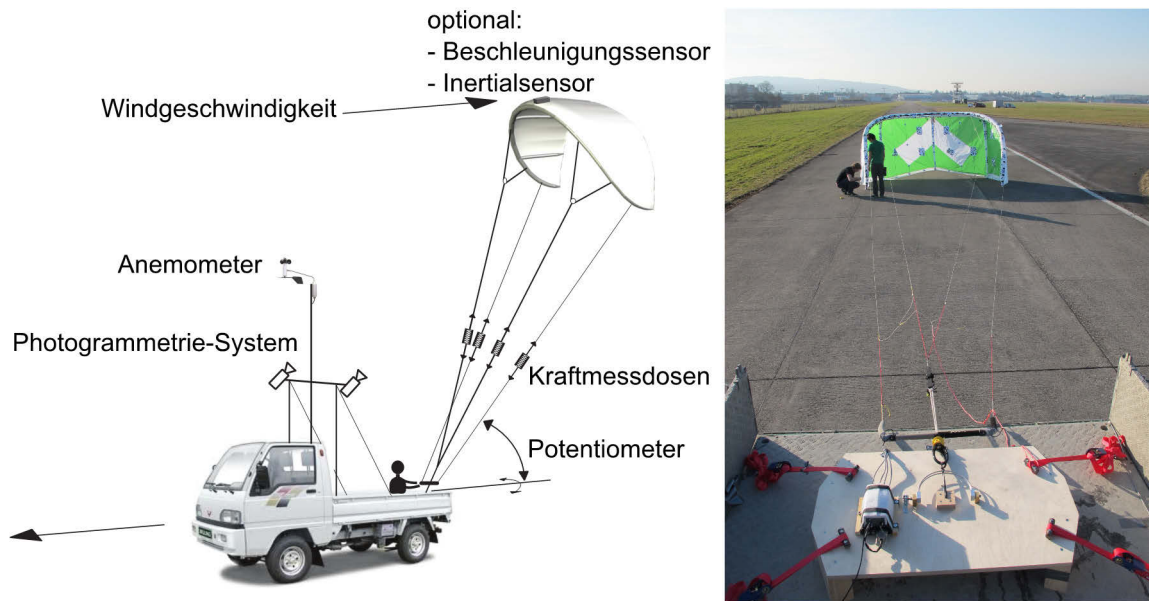 optional:
- Beschleunigungssensor
- Inertialsensor
Windgeschwindigkeit
Anemometer
Photogrammetrie-System
Kraftmessdosen
Potentiometer